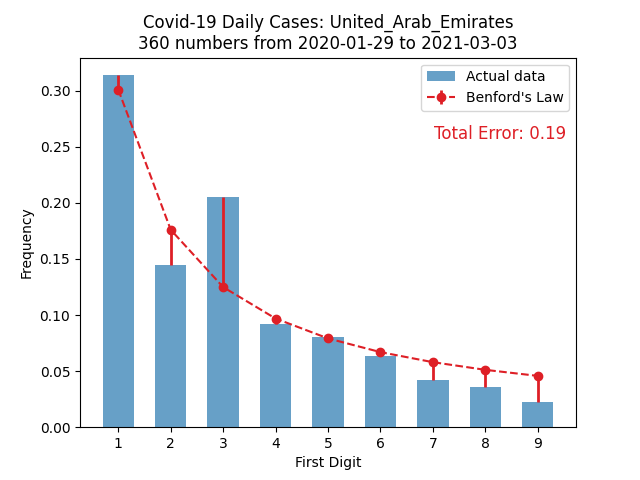 Covid-19 Daily Cases: United_Arab_Emirates
360 numbers from 2020-01-29 to 2021-03-03
Actual data
Benford's Law
Total Error: 0.19
Frequency
0.30
0.25
0.20
0.15
0.10
0.05
0.00
1 2 3 4 5 6 7 8 9
First Digit